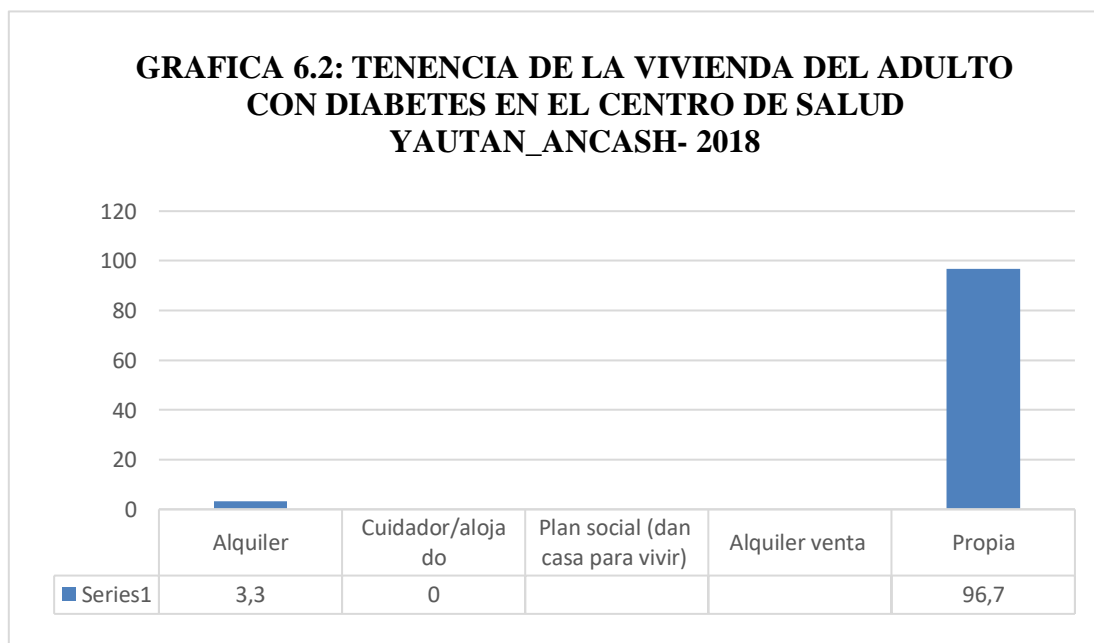 GRAFICA 6.2: TENENCIA DE LA VIVIENDA DEL ADULTO
CON DIABETES EN EL CENTRO DE SALUD
YAUTAN_ANCASH- 2018
120
100
80
60
40
20
0
Alquiler
Cuidador/aloja
do
Plan social (dan
casa para vivir)
Alquiler venta
Propia
Series1 3,3 0 96,7